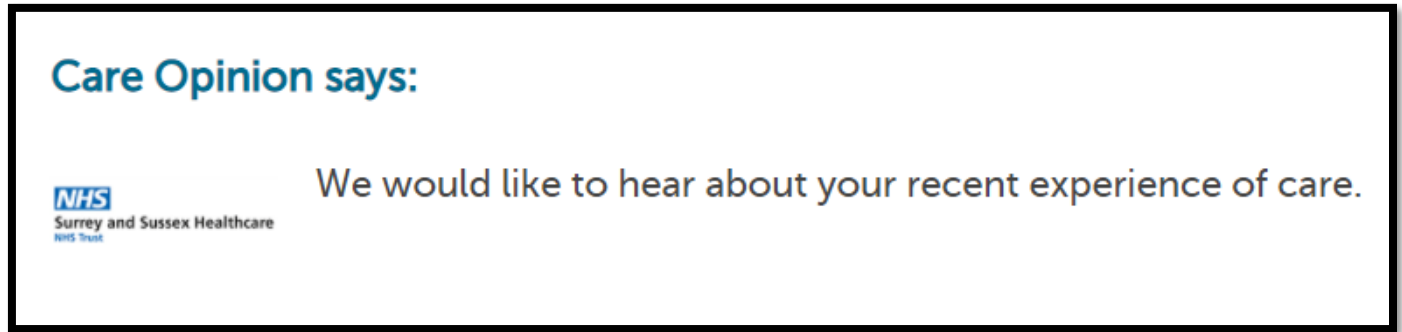 Care Opinion says:
We would like to hear about your recent experience of care.
NHS
Surrey and Sussex Healthcare
NHS Trust